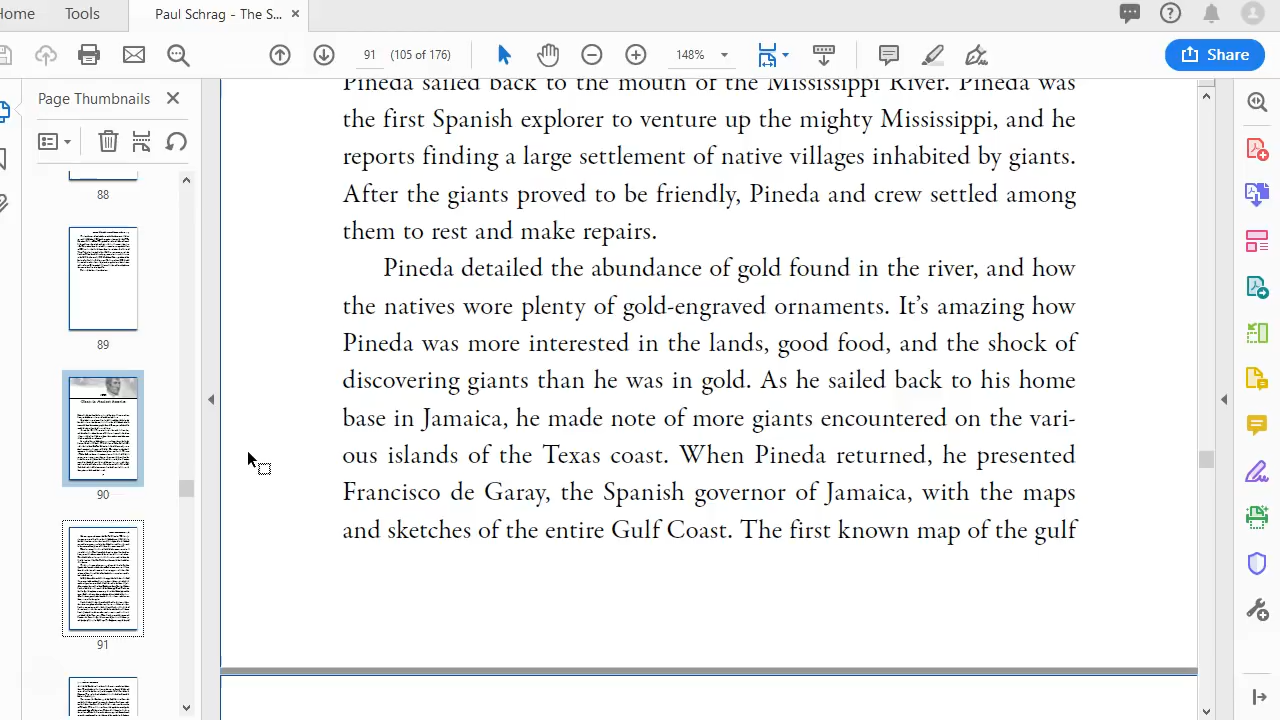 Home
Tools
Paul Schrag - The S...
91
(105 of 176)
148%
Share
Page Thumbnails
88
89
90
91
Pineda sailed back to the mouth of the Mississippi River. Pineda was
the first Spanish explorer to venture up the mighty Mississippi, and he
reports finding a large settlement of native villages inhabited by giants.
After the giants proved to be friendly, Pineda and crew settled among
them to rest and make repairs.
Pineda detailed the abundance of gold found in the river, and how
the natives wore plenty of gold-engraved ornaments. It’s amazing how
Pineda was more interested in the lands, good food, and the shock of
discovering giants than he was in gold. As he sailed back to his home
base in Jamaica, he made note of more giants encountered on the vari-
ous islands of the Texas coast. When Pineda returned, he presented
Francisco de Garay, the Spanish governor of Jamaica, with the maps
and sketches of the entire Gulf Coast. The first known map of the gulf